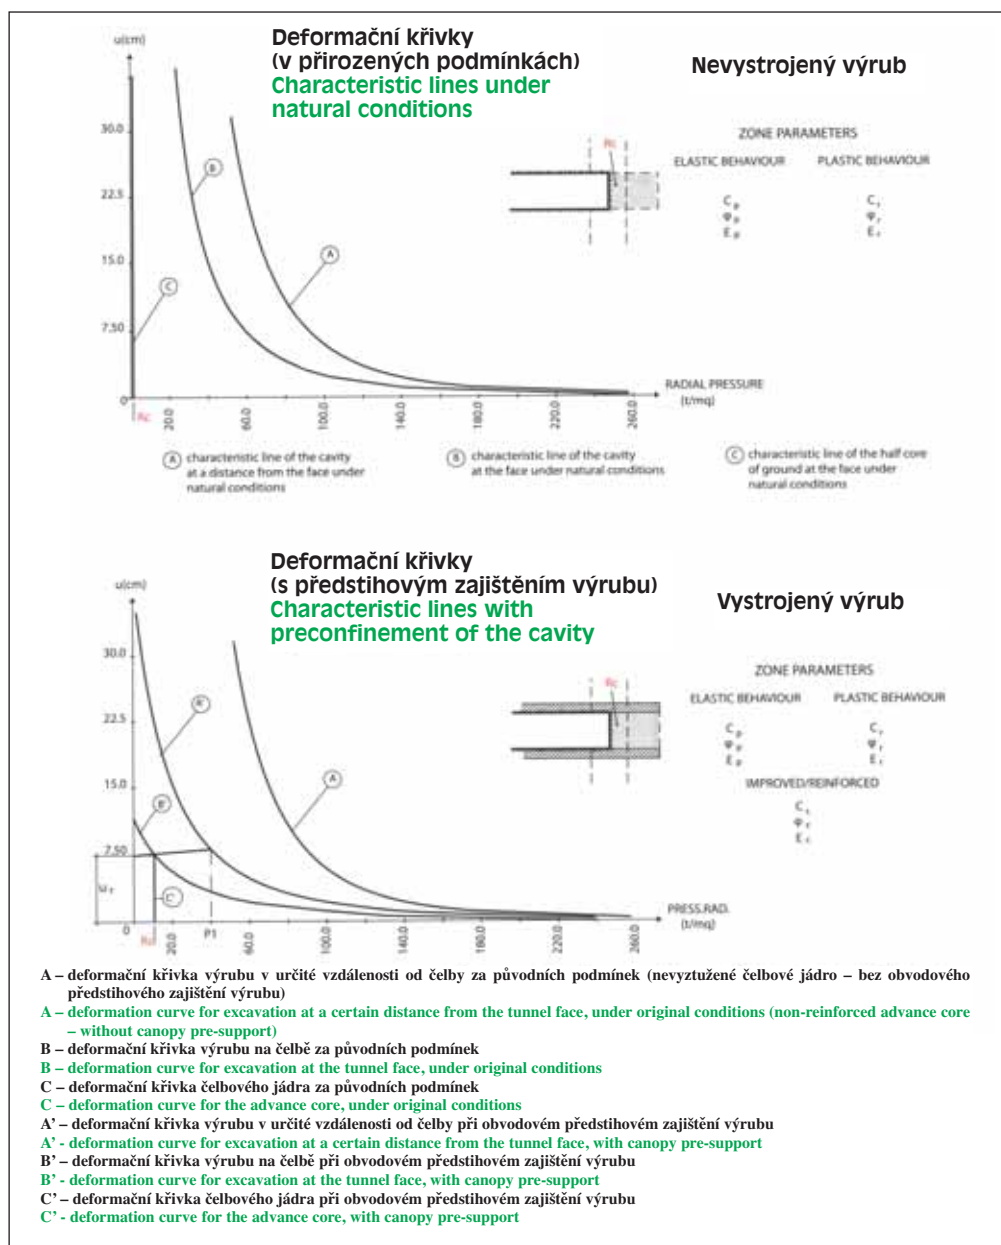 Deformační křivky
(v přirozených podmínkách)
Characteristic lines under
natural conditions
Nevystrojený výrub
u(cm)
30.0
22.5
15.0
7.50
0
Rc
20.0
60.0
100.0
140.0
180.0
220.0
260.0
RADIAL PRESSURE
(t/mq)
A
B
C
Rc
ZONE PARAMETERS
ELASTIC BEHAVIOUR
PLASTIC BEHAVIOUR
C p
φ p
E p
C r
φ r
E r
A characteristic line of the cavity
at a distance from the face under
natural conditions
B characteristic line of the cavity
at the face under natural conditions
C characteristic line of the half core
of ground at the face under
natural conditions
Deformační křivky
(s předstihovým zajištěním výrubu)
Characteristic lines with
preconfinement of the cavity
Vystrojený výrub
u(cm)
30.0
22.5
15.0
7.50
u r
0
Rc
20.0
P1
60.0
100.0
140.0
180.0
220.0
260.0
PRESS.RAD.
(t/mq)
A'
A
B'
C'
Rc
ZONE PARAMETERS
ELASTIC BEHAVIOUR
PLASTIC BEHAVIOUR
C p
φ p
E p
C r
φ r
E r
IMPROVED/REINFORCED
A – deformační křivka výrubu v určité vzdálenosti od čelby za původních podmínek (nevyztužené čelbové jádro – bez obvodového
předstihového zajištění výrubu)
A – deformation curve for excavation at a certain distance from the tunnel face, under original conditions (non-reinforced advance core
– without canopy pre-support)
B – deformační křivka výrubu na čelbě za původních podmínek
B – deformation curve for excavation at the tunnel face, under original conditions
C – deformační křivka čelbového jádra za původních podmínek
C – deformation curve for the advance core, under original conditions
A’ – deformační křivka výrubu v určité vzdálenosti od čelby při obvodovém předstihovém zajištění výrubu
A’ - deformation curve for excavation at a certain distance from the tunnel face, with canopy pre-support
B’ – deformační křivka výrubu na čelbě při obvodovém předstihovém zajištění výrubu
B’ - deformation curve for excavation at the tunnel face, with canopy pre-support
C’ – deformační křivka čelbového jádra při obvodovém předstihovém zajištění výrubu
C’ - deformation curve for the advance core, with canopy pre-support